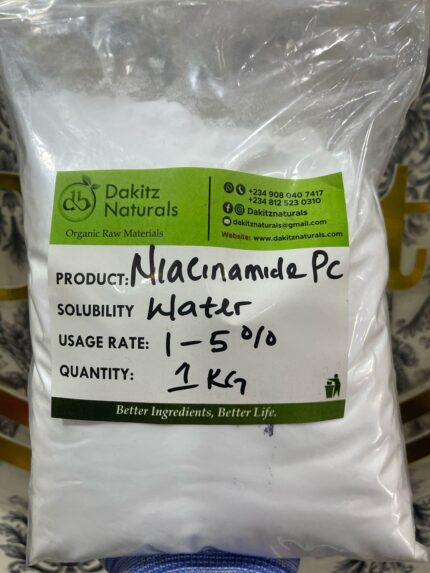 db
Dakitz
Naturals
Organic Raw Materials
+234 908 040 7417
+234 812 523 0310
Dakitznaturals
dakitznaturals@gmail.com
Website: www.dakitznaturals.com
PRODUCT: Niacinamide PC
SOLUBILITY Water
USAGE RATE: 1-5%
QUANTITY: 1 KG
Better Ingredients, Better Life.